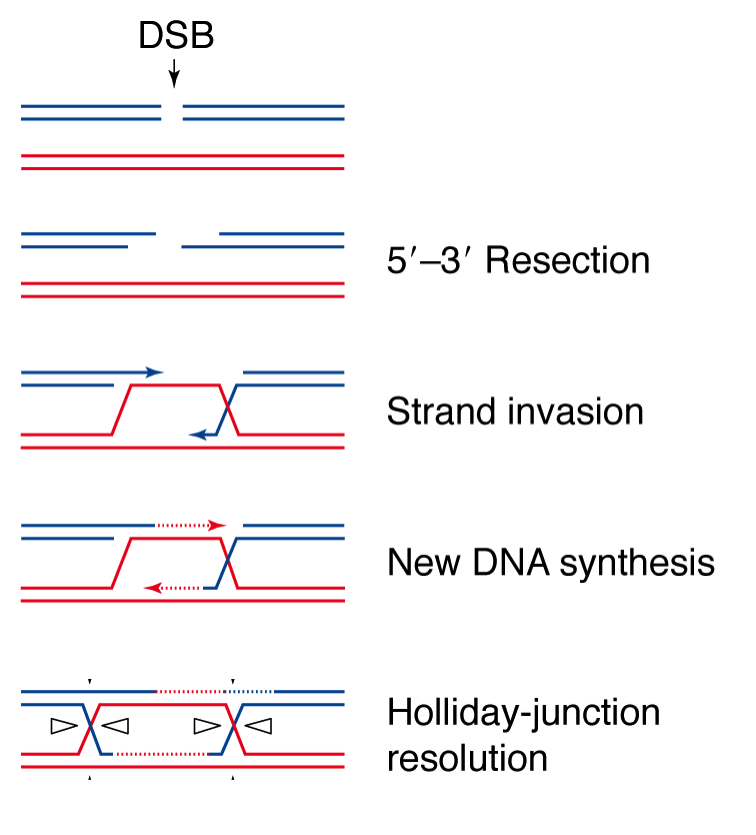 DSB
5′–3′ Resection
Strand invasion
New DNA synthesis
Holliday-junction
resolution